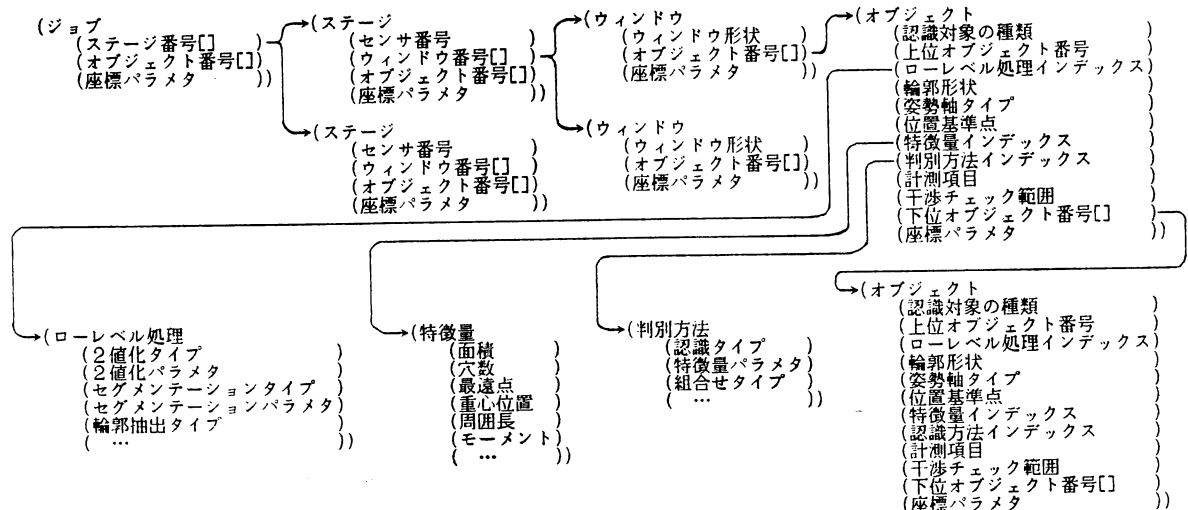 (ジョブ
(ステージ番号[] )
(オブジェクト番号[])
(座標パラメタ ))
(ステージ
(センサ番号 )
(ウィンドウ番号[] )
(オブジェクト番号[])
(座標パラメタ ))
(ステージ
(センサ番号 )
(ウィンドウ番号[] )
(オブジェクト番号[])
(座標パラメタ ))
(ウィンドウ
(ウィンドウ形状 )
(オブジェクト番号[])
(座標パラメタ ))
(ウィンドウ
(ウィンドウ形状 )
(オブジェクト番号[])
(座標パラメタ ))
(オブジェクト
(認識対象の種類 )
(上位オブジェクト番号 )
(ローレベル処理インデックス)
(輪郭形状 )
(姿勢軸タイプ )
(位置基準点 )
(特徴量インデックス )
(判別方法インデックス )
(計測項目 )
(干渉チェック範囲 )
(下位オブジェクト番号[] )
(座標パラメタ ))
(ローレベル処理
(2値化タイプ )
(2値化パラメタ )
(セグメンテーションタイプ )
(セグメンテーションパラメタ)
(輪郭抽出タイプ )
( … ))
(特徴量
(面積 )
(穴数 )
(最遠点 )
(重心位置 )
(周囲長 )
(モーメント)
( … ))
(判別方法
(認識タイプ )
(特徴量パラメタ )
(組合せタイプ )
( … ))
(オブジェクト
(認識対象の種類 )
(上位オブジェクト番号 )
(ローレベル処理インデックス)
(輪郭形状 )
(姿勢軸タイプ )
(位置基準点 )
(特徴量インデックス )
(認識方法インデックス )
(計測項目 )
(干渉チェック範囲 )
(下位オブジェクト番号[] )
(座標パラメタ ))